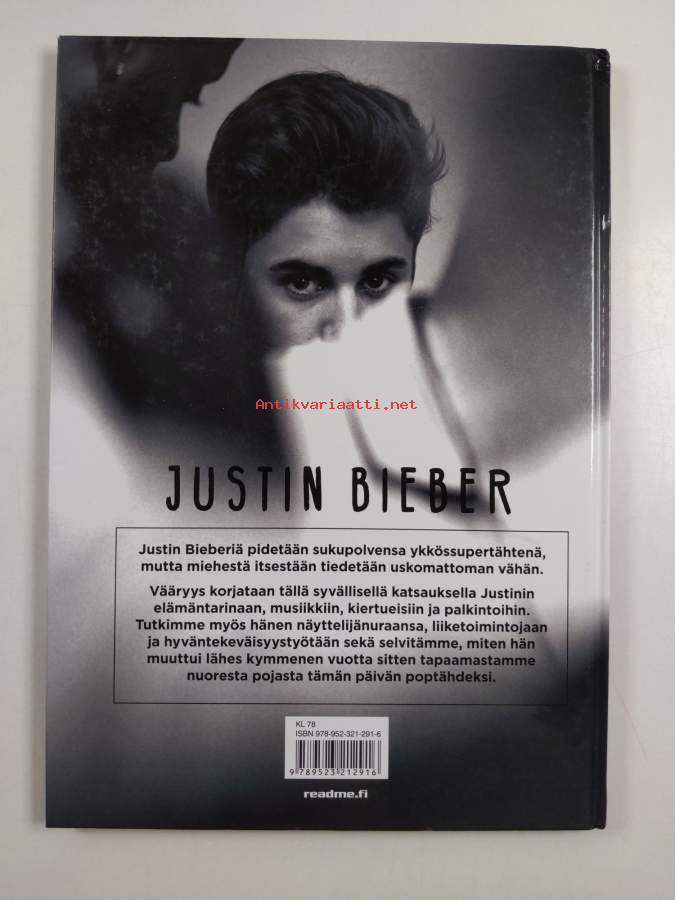 Antikvariaatti.net
JUSTIN BIEBER
Justin Bieberiä pidetään sukupolvensa ykkössupertähtenä,
mutta miehestä itsestään tiedetään uskomattoman vähän.
Vääryys korjataan tällä syvällisellä katsauksella Justinin
elämäntarinaan, musiikkiin, kiertueisiin ja palkintoihin.
Tutkimme myös hänen näyttelijänuraansa, liiketoimintojaan
ja hyväntekeväisyystyötään sekä selvitämme, miten hän
muuttui lähes kymmenen vuotta sitten tapaamastamme
nuoresta pojasta tämän päivän poptähdeksi.
KL 78
ISBN 978-952-321-291-6
9 789523 212916
readme.fi